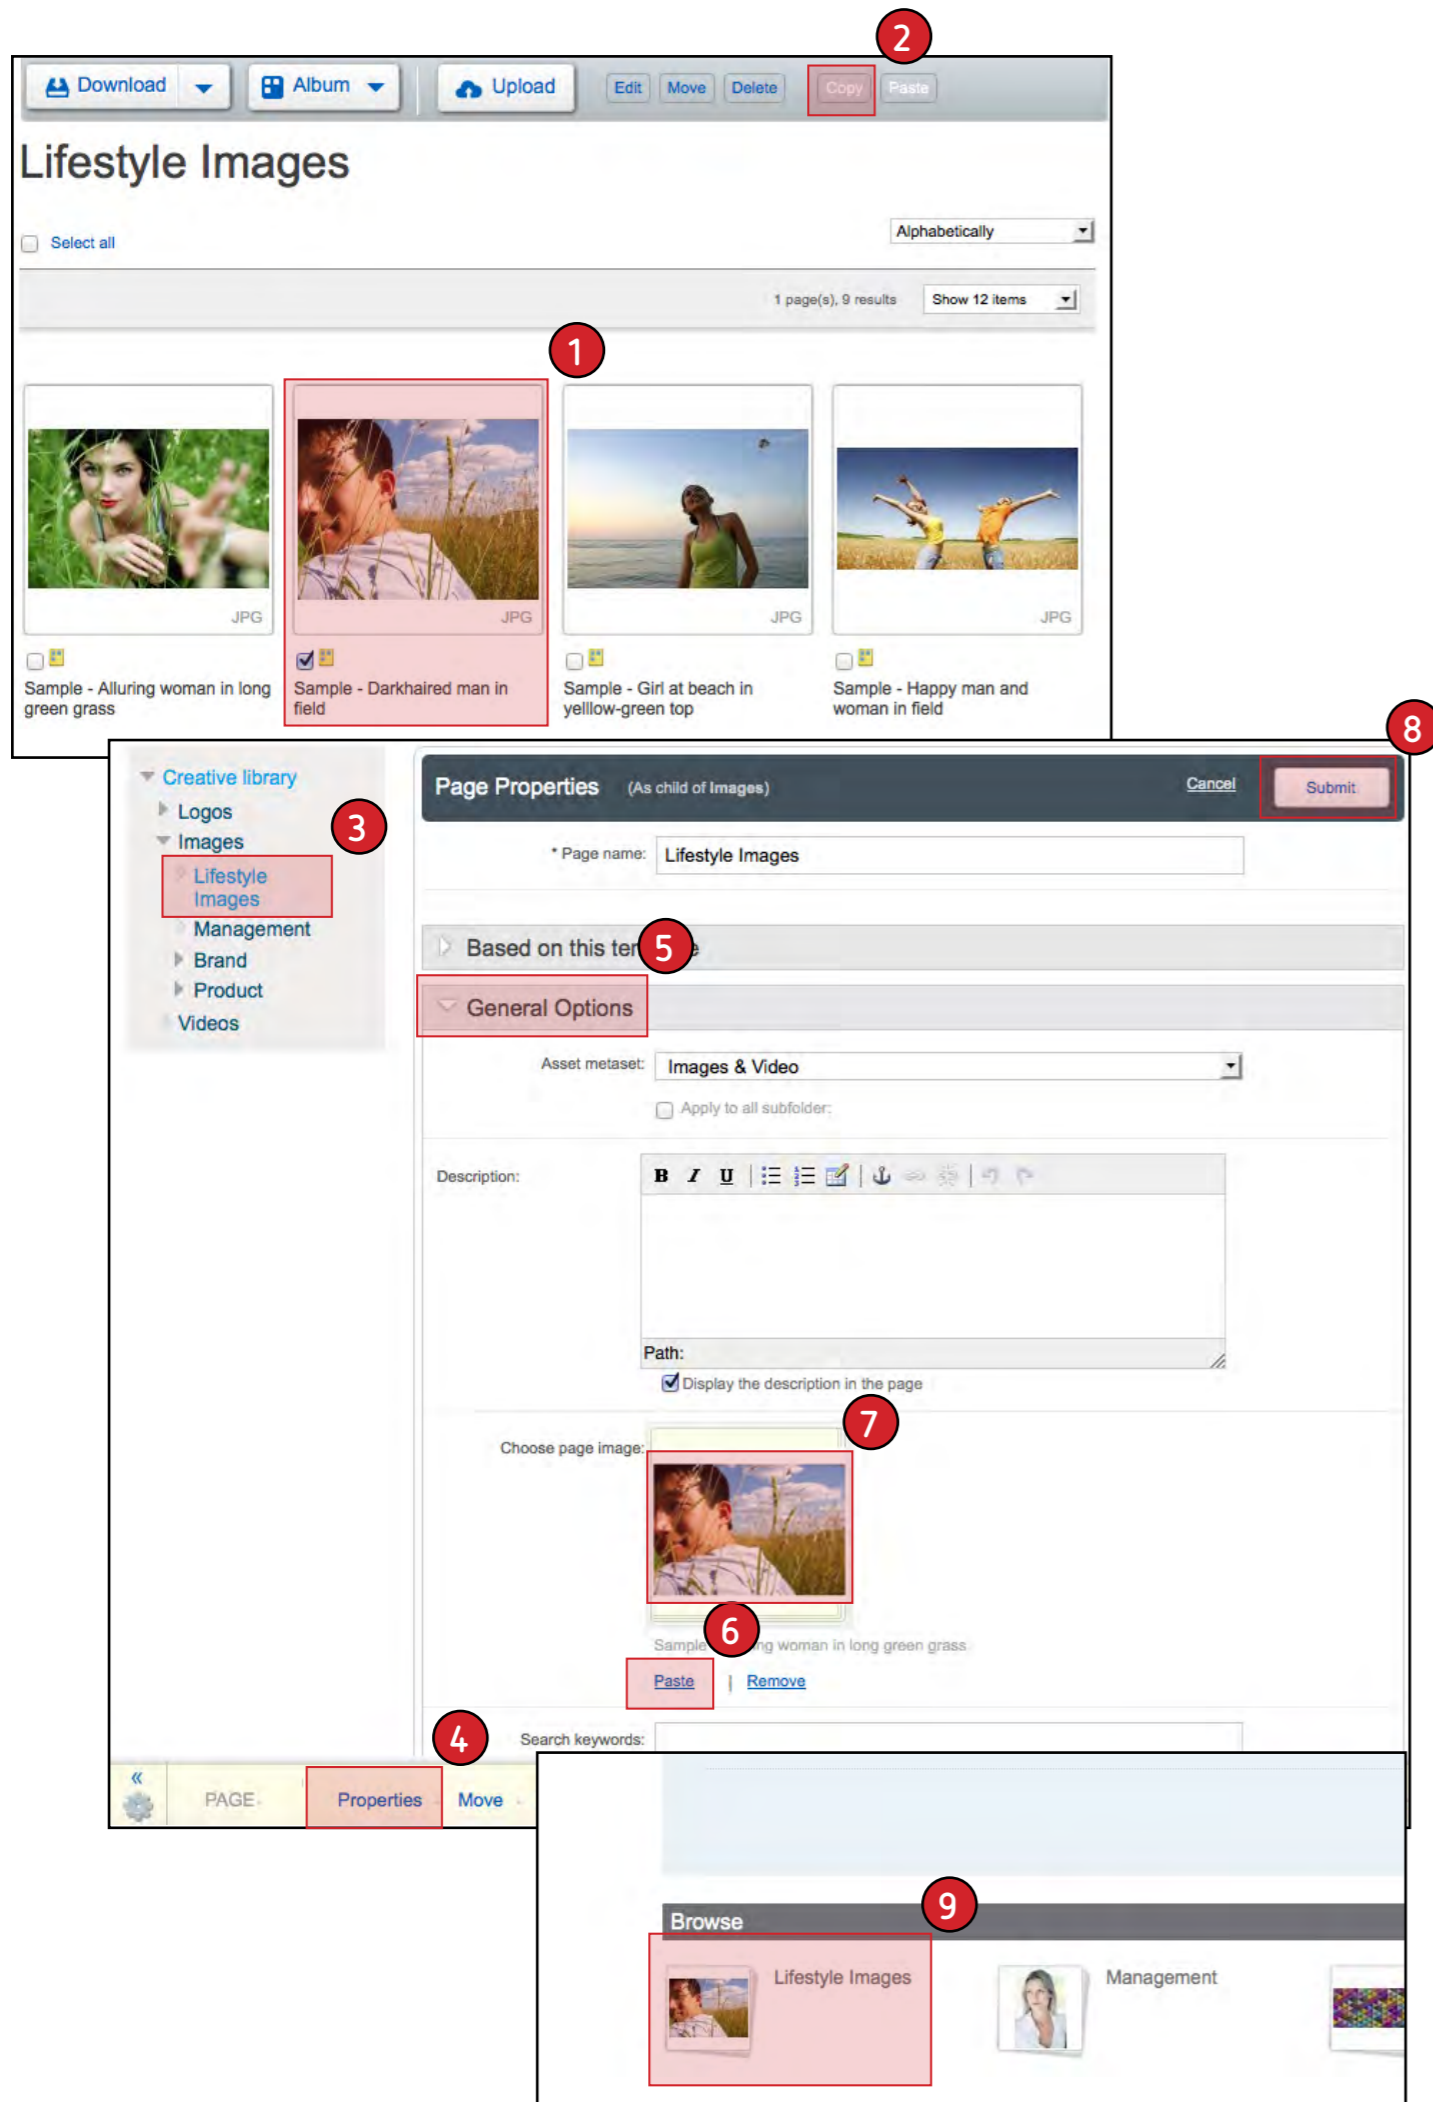 2
Download
Album
Upload
Edit
Move
Delete
Copy
Paste
Lifestyle Images
Select all
Alphabetically
1 page(s), 9 results
Show 12 items
1
JPG
JPG
JPG
JPG
Sample - Alluring woman in long
green grass
Sample - Darkhaired man in
field
Sample - Girl at beach in
yelllow-green top
Sample - Happy man and
woman in field
8
Creative library
Logos
Images
Lifestyle
Images
Management
Brand
Product
Videos
3
Page Properties (As child of Images)
Cancel
Submit
* Page name: Lifestyle Images
Based on this
5
General Options
Asset metaset: Images & Video
Apply to all subfolder:
Description:
B I U
Path:
Display the description in the page
7
Choose page image:
6
Sample woman in long green grass
Paste | Remove
4
Search keywords:
«
PAGE
Properties
Move
9
Browse
Lifestyle Images
Management